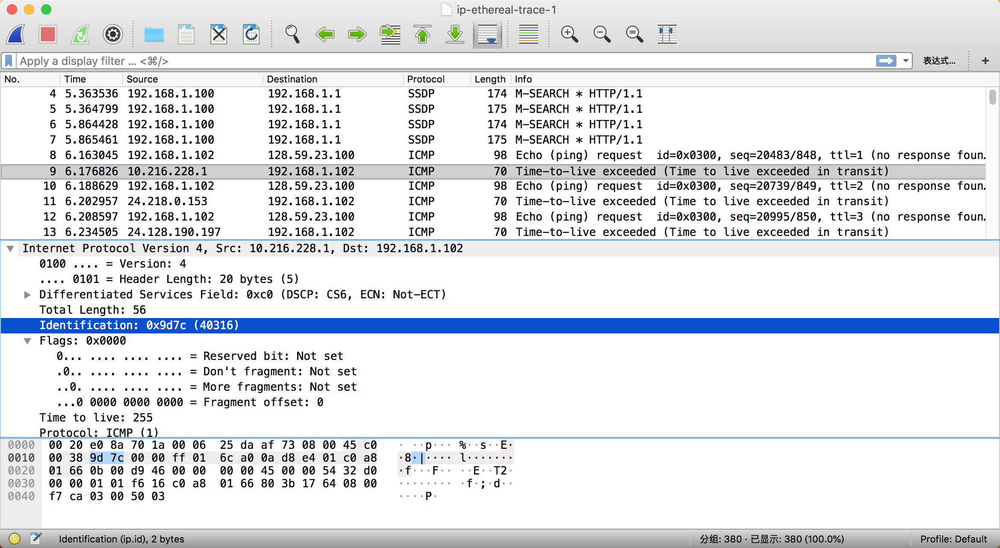 ip-ethereal-trace-1
Apply a display filter ... <⌘/>
表达式...
+
No. Time Source Destination Protocol Length Info
4 5.363536 192.168.1.100 192.168.1.1 SSDP 174 M-SEARCH * HTTP/1.1
5 5.364799 192.168.1.100 192.168.1.1 SSDP 175 M-SEARCH * HTTP/1.1
6 5.864428 192.168.1.100 192.168.1.1 SSDP 174 M-SEARCH * HTTP/1.1
7 5.865461 192.168.1.100 192.168.1.1 SSDP 175 M-SEARCH * HTTP/1.1
8 6.163045 192.168.1.102 128.59.23.100 ICMP 98 Echo (ping) request id=0x0300, seq=20483/848, ttl=1 (no response foun…
9 6.176826 10.216.228.1 192.168.1.102 ICMP 70 Time-to-live exceeded (Time to live exceeded in transit)
10 6.188629 192.168.1.102 128.59.23.100 ICMP 98 Echo (ping) request id=0x0300, seq=20739/849, ttl=2 (no response foun…
11 6.202957 24.218.0.153 192.168.1.102 ICMP 70 Time-to-live exceeded (Time to live exceeded in transit)
12 6.208597 192.168.1.102 128.59.23.100 ICMP 98 Echo (ping) request id=0x0300, seq=20995/850, ttl=3 (no response foun…
13 6.234505 24.128.190.197 192.168.1.102 ICMP 70 Time-to-live exceeded (Time to live exceeded in transit)
Internet Protocol Version 4, Src: 10.216.228.1, Dst: 192.168.1.102
0100 .... = Version: 4
.... 0101 = Header Length: 20 bytes (5)
Differentiated Services Field: 0xc0 (DSCP: CS6, ECN: Not-ECT)
Total Length: 56
Identification: 0x9d7c (40316)
Flags: 0x0000
0... .... .... .... = Reserved bit: Not set
.0.. .... .... .... = Don't fragment: Not set
..0. .... .... .... = More fragments: Not set
...0 0000 0000 0000 = Fragment offset: 0
Time to live: 255
Protocol: ICMP (1)
0000 00 20 e0 8a 70 1a 00 06 25 da af 73 08 00 45 c0 · ··p··· %··s··E·
0010 00 38 9d 7c 00 00 ff 01 6c a0 0a d8 e4 01 c0 a8 ·8·|···· l·······
0020 01 66 0b 00 d9 46 00 00 00 00 45 00 00 54 32 d0 ·f···F·· ··E··T2·
0030 00 00 01 01 f6 16 c0 a8 01 66 80 3b 17 64 08 00 ········ ·f·;·d··
0040 f7 ca 03 00 50 03 ····P·
Identification (ip.id), 2 bytes
分组: 380 · 已显示: 380 (100.0%)
Profile: Default